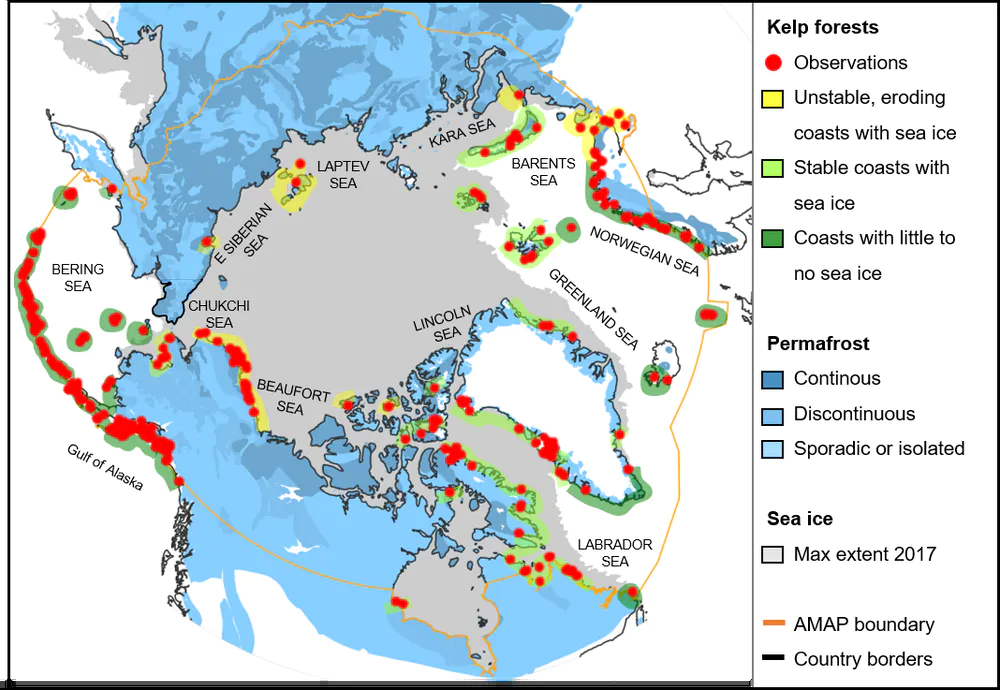 KARA SEA
LAPTEV
SEA
BARENTS
SEA
E SIBERIAN
SEA
NORWEGIAN SEA
BERING
SEA
CHUKCHI
SEA
LINCOLN
SEA
GREENLAND SEA
BEAUFORT
SEA
Gulf of Alaska
LABRADOR
SEA
Kelp forests
Observations
Unstable, eroding
coasts with sea ice
Stable coasts with
sea ice
Coasts with little to
no sea ice
Permafrost
Continous
Discontinuous
Sporadic or isolated
Sea ice
Max extent 2017
AMAP boundary
Country borders